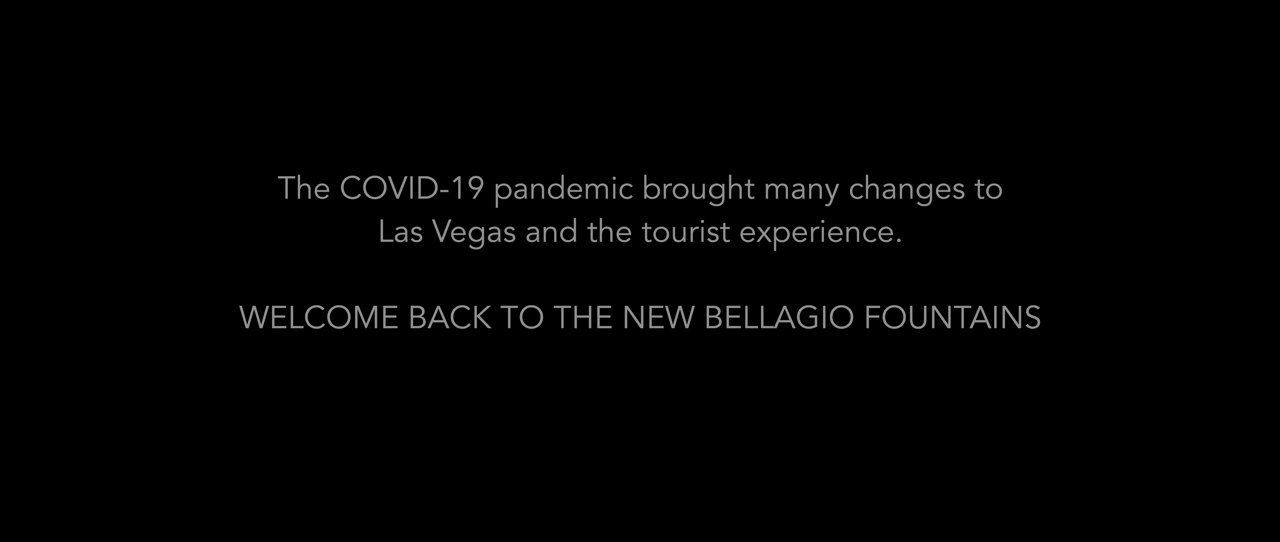 The COVID-19 pandemic brought many changes to
Las Vegas and the tourist experience.
WELCOME BACK TO THE NEW BELLAGIO FOUNTAINS